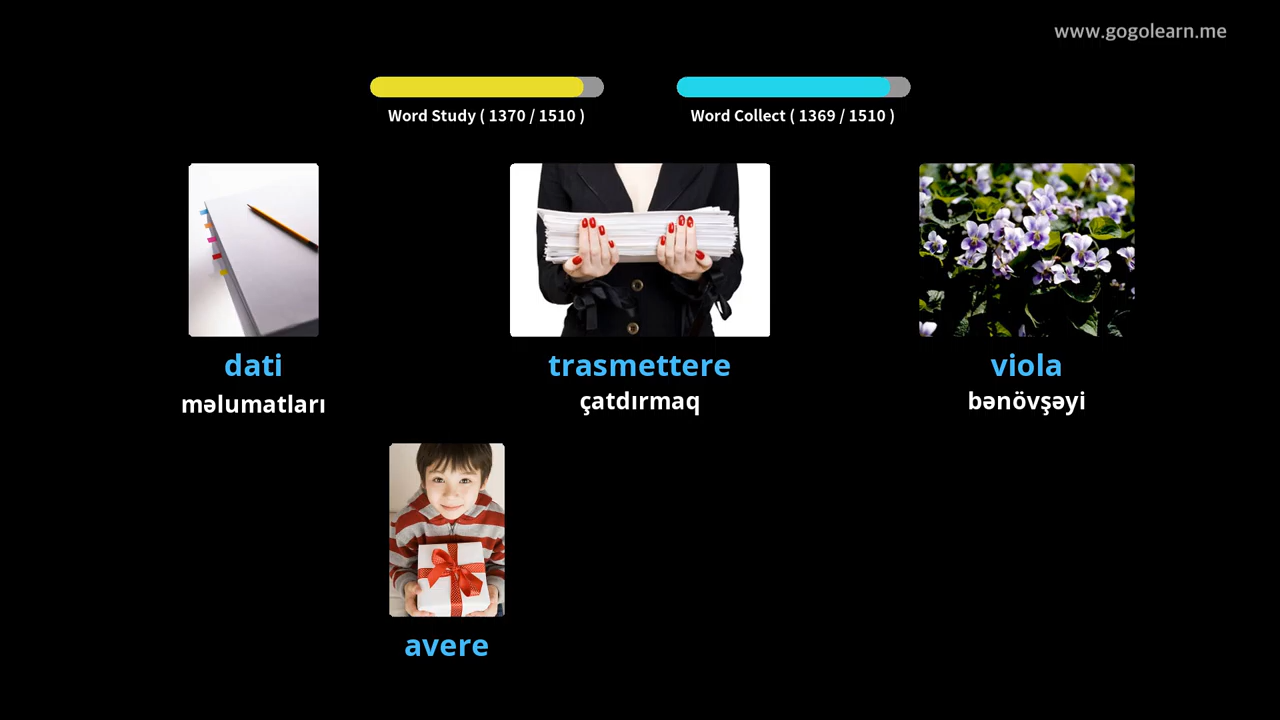 www.gogolearn.me
Word Study ( 1370 / 1510 )
Word Collect ( 1369 / 1510 )
dati
məlumatları
trasmettere
çatdırmaq
viola
bənövşəyi
avere